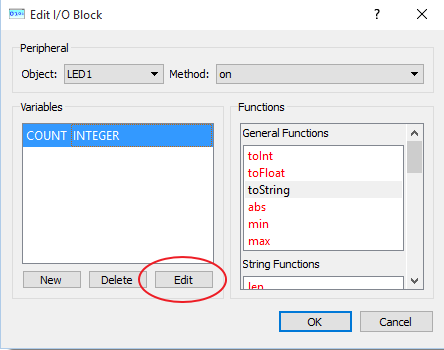 Edit I/O Block
?
Peripheral
Object: LED1 Method: on
Variables
COUNT INTEGER
New Delete Edit
Functions
General Functions
toInt
toFloat
toString
abs
min
max
String Functions
len
OK Cancel